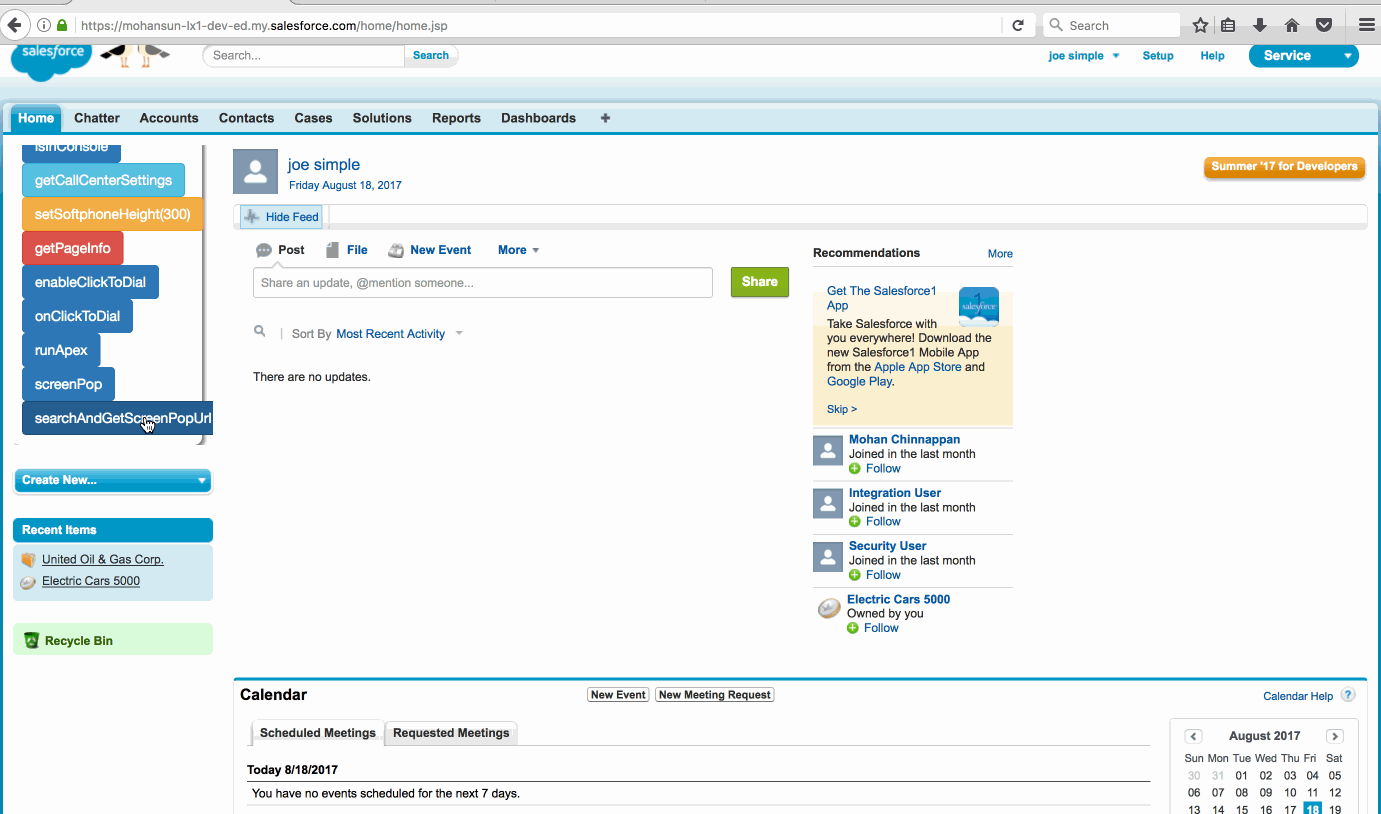 https://mohansun-lx1-dev-ed.my.salesforce.com/home/home.jsp
Search
salesforce
Search...
Search
joe simple
Setup
Help
Service
Home
Chatter
Accounts
Contacts
Cases
Solutions
Reports
Dashboards
+
isInConsole
getCallCenterSettings
setSoftphoneHeight(300)
getPageInfo
enableClickToDial
onClickToDial
runApex
screenPop
searchAndGetScreenPopUrl
Create New...
Recent Items
United Oil & Gas Corp.
Electric Cars 5000
Recycle Bin
joe simple
Friday August 18, 2017
Summer '17 for Developers
Hide Feed
Post
File
New Event
More
Share an update, @mention someone...
Share
Sort By Most Recent Activity
There are no updates.
Recommendations
More
Get The Salesforce1
App
salesforce
1
Take Salesforce with
you everywhere! Download the
new Salesforce1 Mobile App
from the Apple App Store and
Google Play.
Skip >
Mohan Chinnappan
Joined in the last month
Follow
Integration User
Joined in the last month
Follow
Security User
Joined in the last month
Follow
Electric Cars 5000
Owned by you
Follow
Calendar
New Event
New Meeting Request
Calendar Help ?
Scheduled Meetings
Requested Meetings
Today 8/18/2017
You have no events scheduled for the next 7 days.
August 2017
Sun Mon Tue Wed Thu Fri Sat
30 31 01 02 03 04 05
06 07 08 09 10 11 12
13 14 15 16 17 18 19